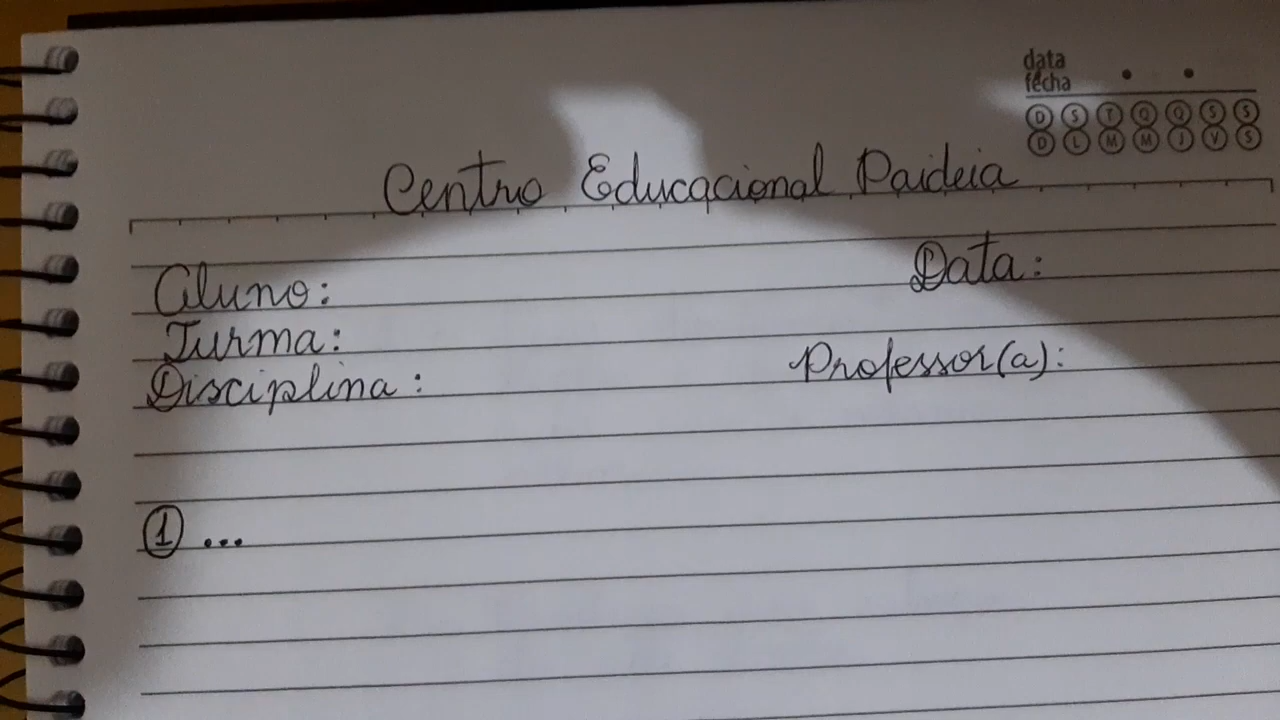 data
fecha
D S T Q Q S S
D L M M J V S
Centro Educacional Paideia
Aluno: Data:
Turma:
Disciplina: Professor(a):
1 ...